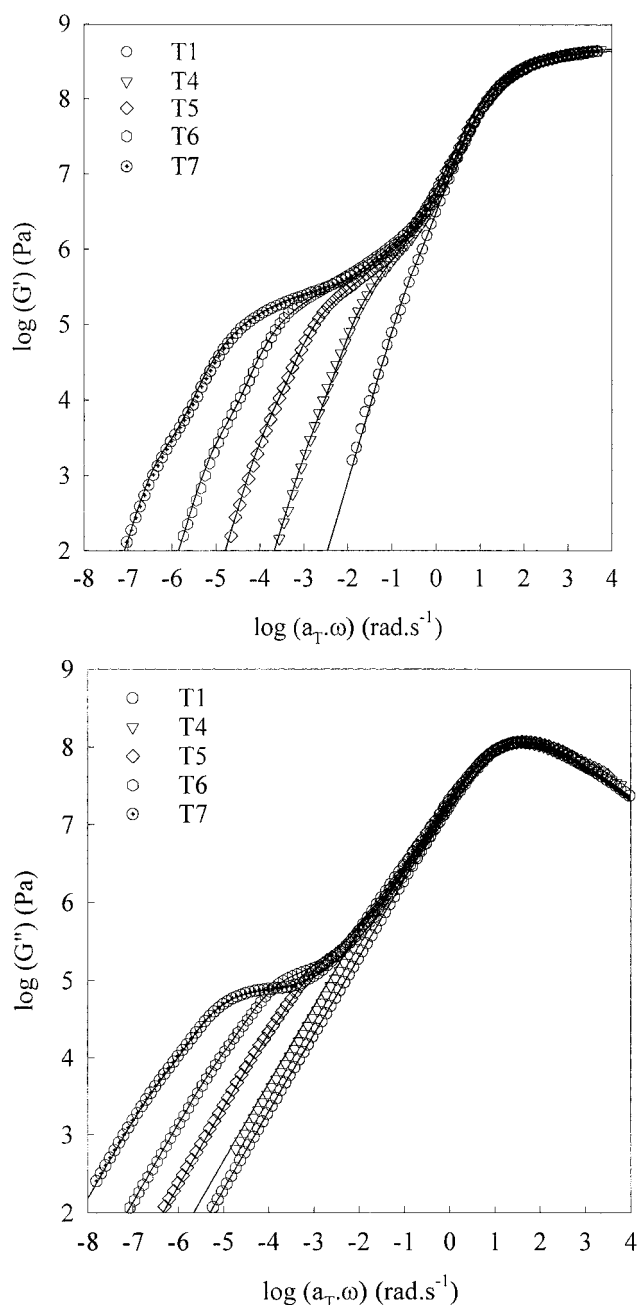 9
8
7
6
5
4
3
2
log (G') (Pa)
T1
T4
T5
T6
T7
-8 -7 -6 -5 -4 -3 -2 -1 0 1 2 3 4
log (a_T.ω) (rad.s⁻¹)
9
8
7
6
5
4
3
2
log (G") (Pa)
T1
T4
T5
T6
T7
-8 -7 -6 -5 -4 -3 -2 -1 0 1 2 3 4
log (a_T.ω) (rad.s⁻¹)